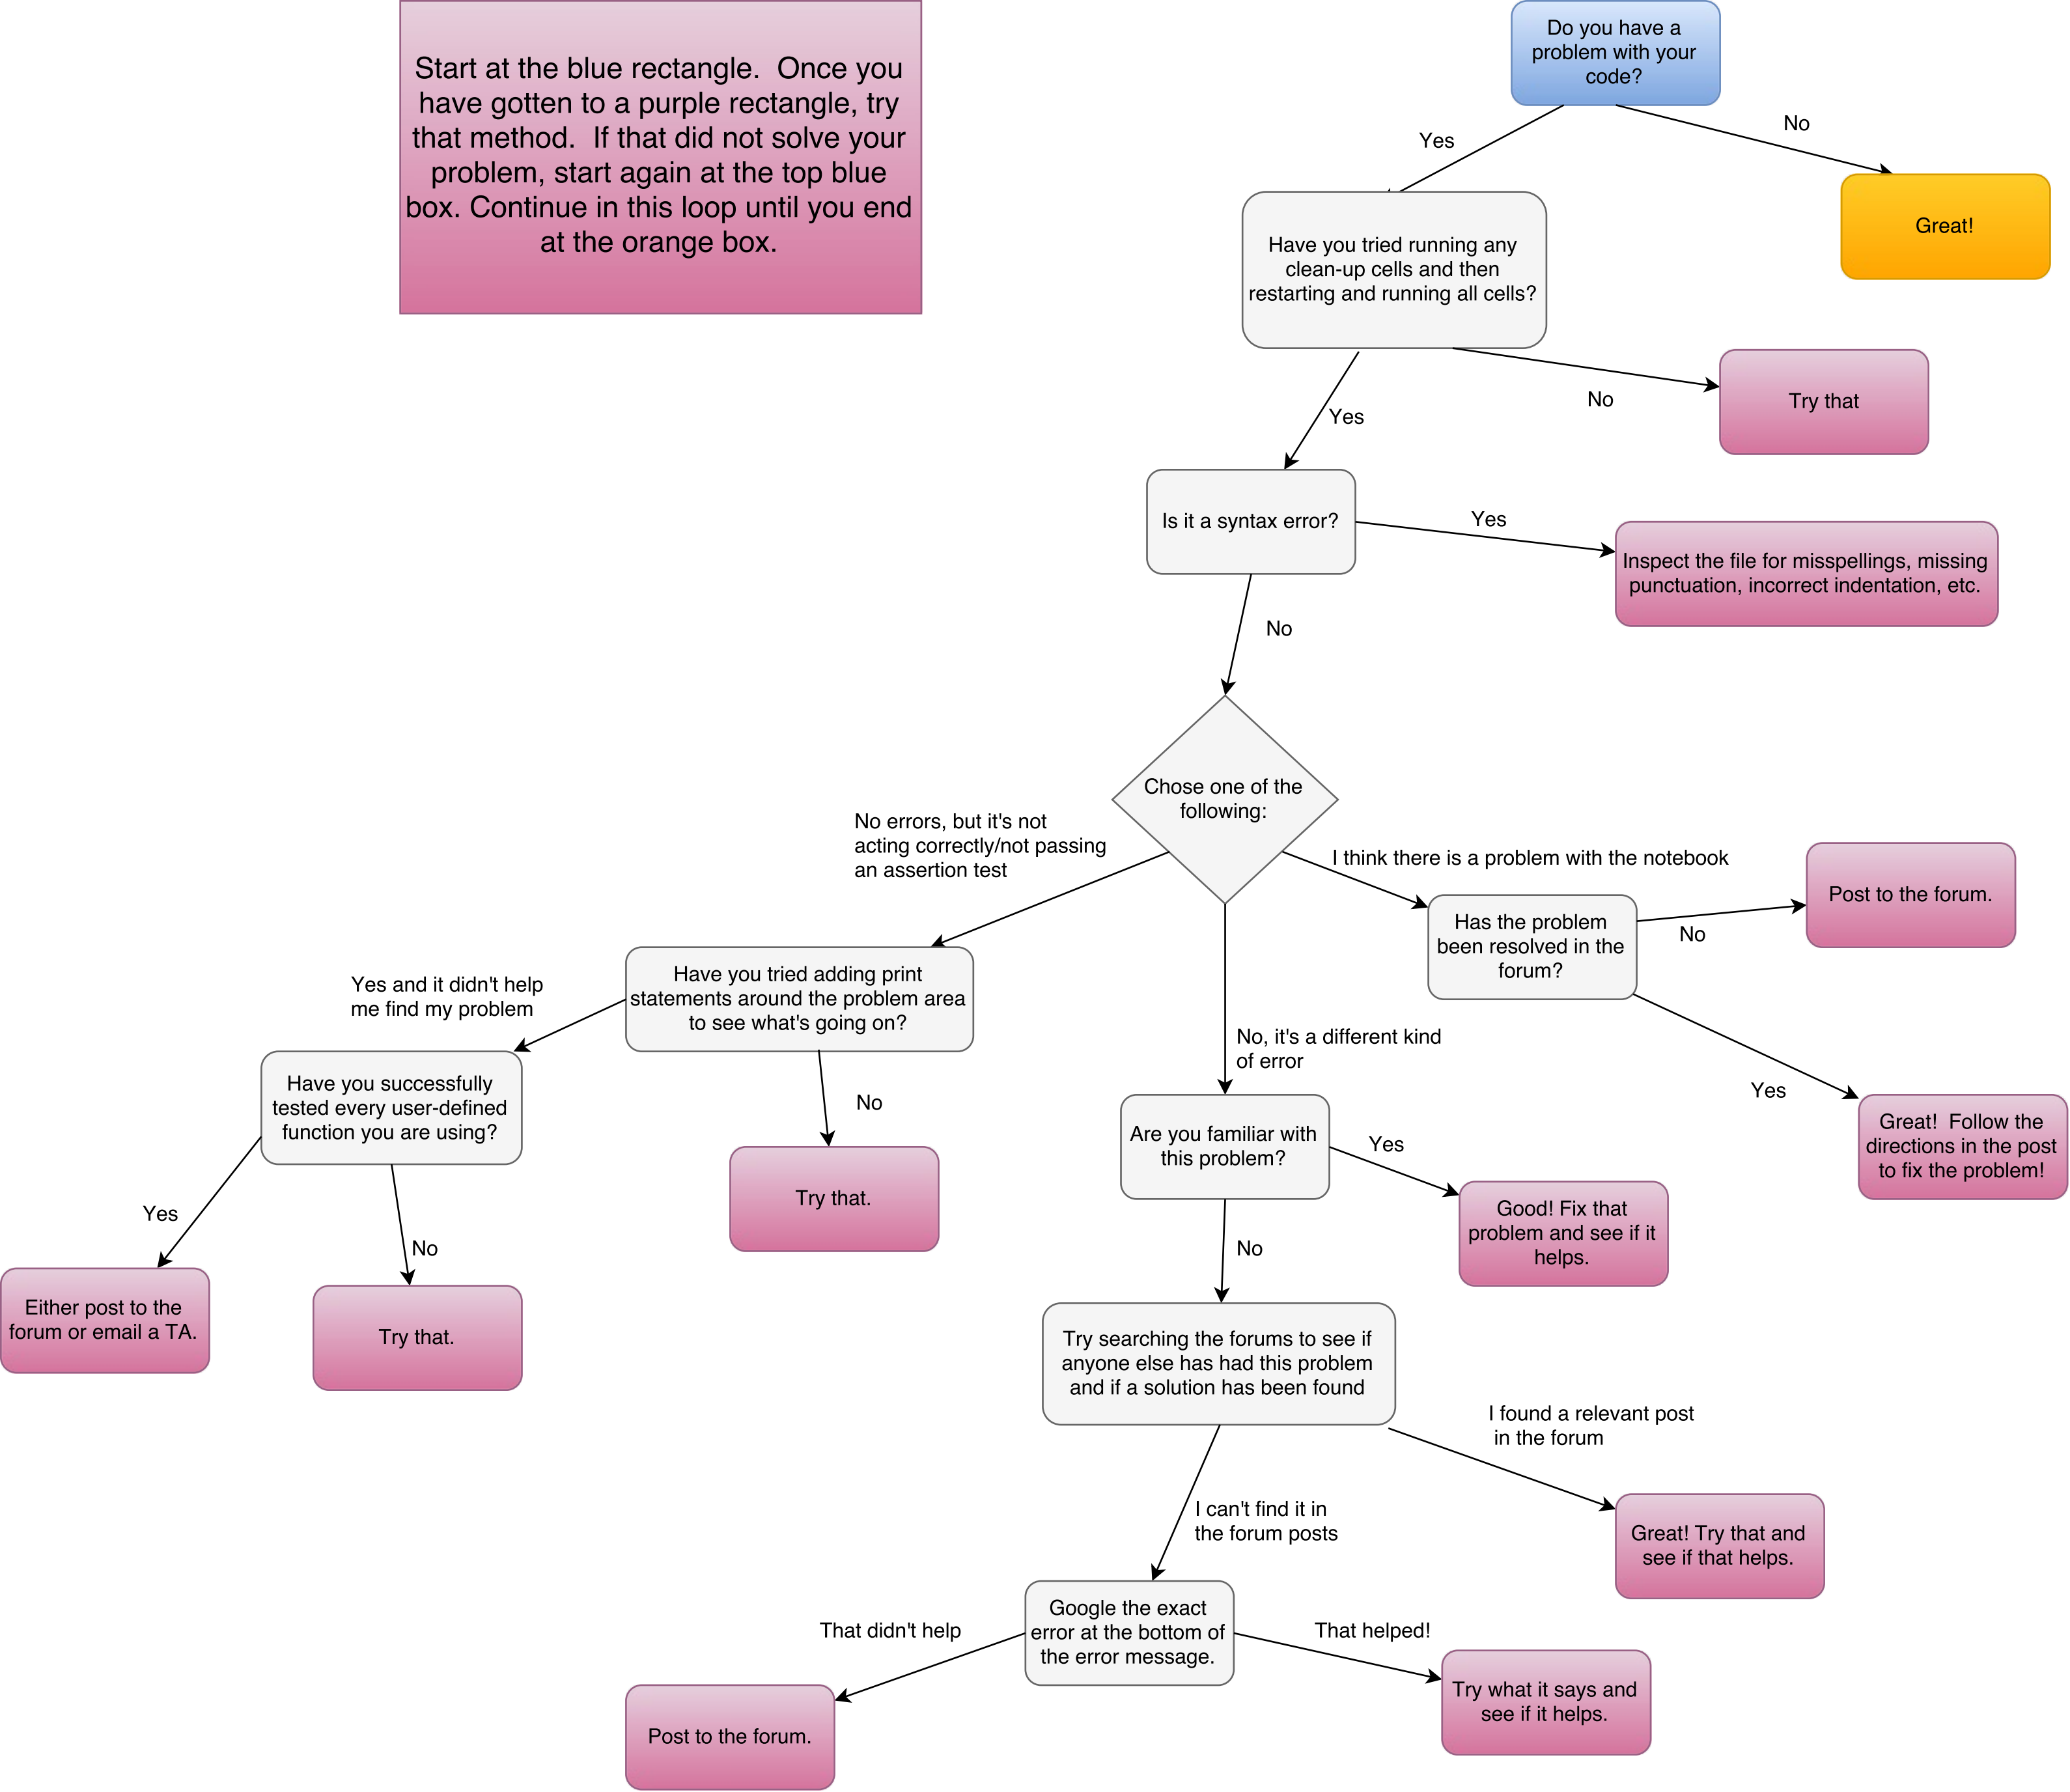 Start at the blue rectangle.  Once you
have gotten to a purple rectangle, try
that method.  If that did not solve your
problem, start again at the top blue
box. Continue in this loop until you end
at the orange box.
Do you have a
problem with your
code?
Yes
No
Great!
Have you tried running any
clean-up cells and then
restarting and running all cells?
Yes
No
Try that
Is it a syntax error?
Yes
Inspect the file for misspellings, missing
punctuation, incorrect indentation, etc.
No
Chose one of the
following:
No errors, but it's not
acting correctly/not passing
an assertion test
I think there is a problem with the notebook
Post to the forum.
Has the problem
been resolved in the
forum?
No
Yes
Great!  Follow the
directions in the post
to fix the problem!
Have you tried adding print
statements around the problem area
to see what's going on?
Yes and it didn't help
me find my problem
No
Try that.
Have you successfully
tested every user-defined
function you are using?
Yes
No
Either post to the
forum or email a TA.
Try that.
No, it's a different kind
of error
Are you familiar with
this problem?
Yes
Good! Fix that
problem and see if it
helps.
No
Try searching the forums to see if
anyone else has had this problem
and if a solution has been found
I found a relevant post
in the forum
Great! Try that and
see if that helps.
I can't find it in
the forum posts
Google the exact
error at the bottom of
the error message.
That didn't help
That helped!
Try what it says and
see if it helps.
Post to the forum.